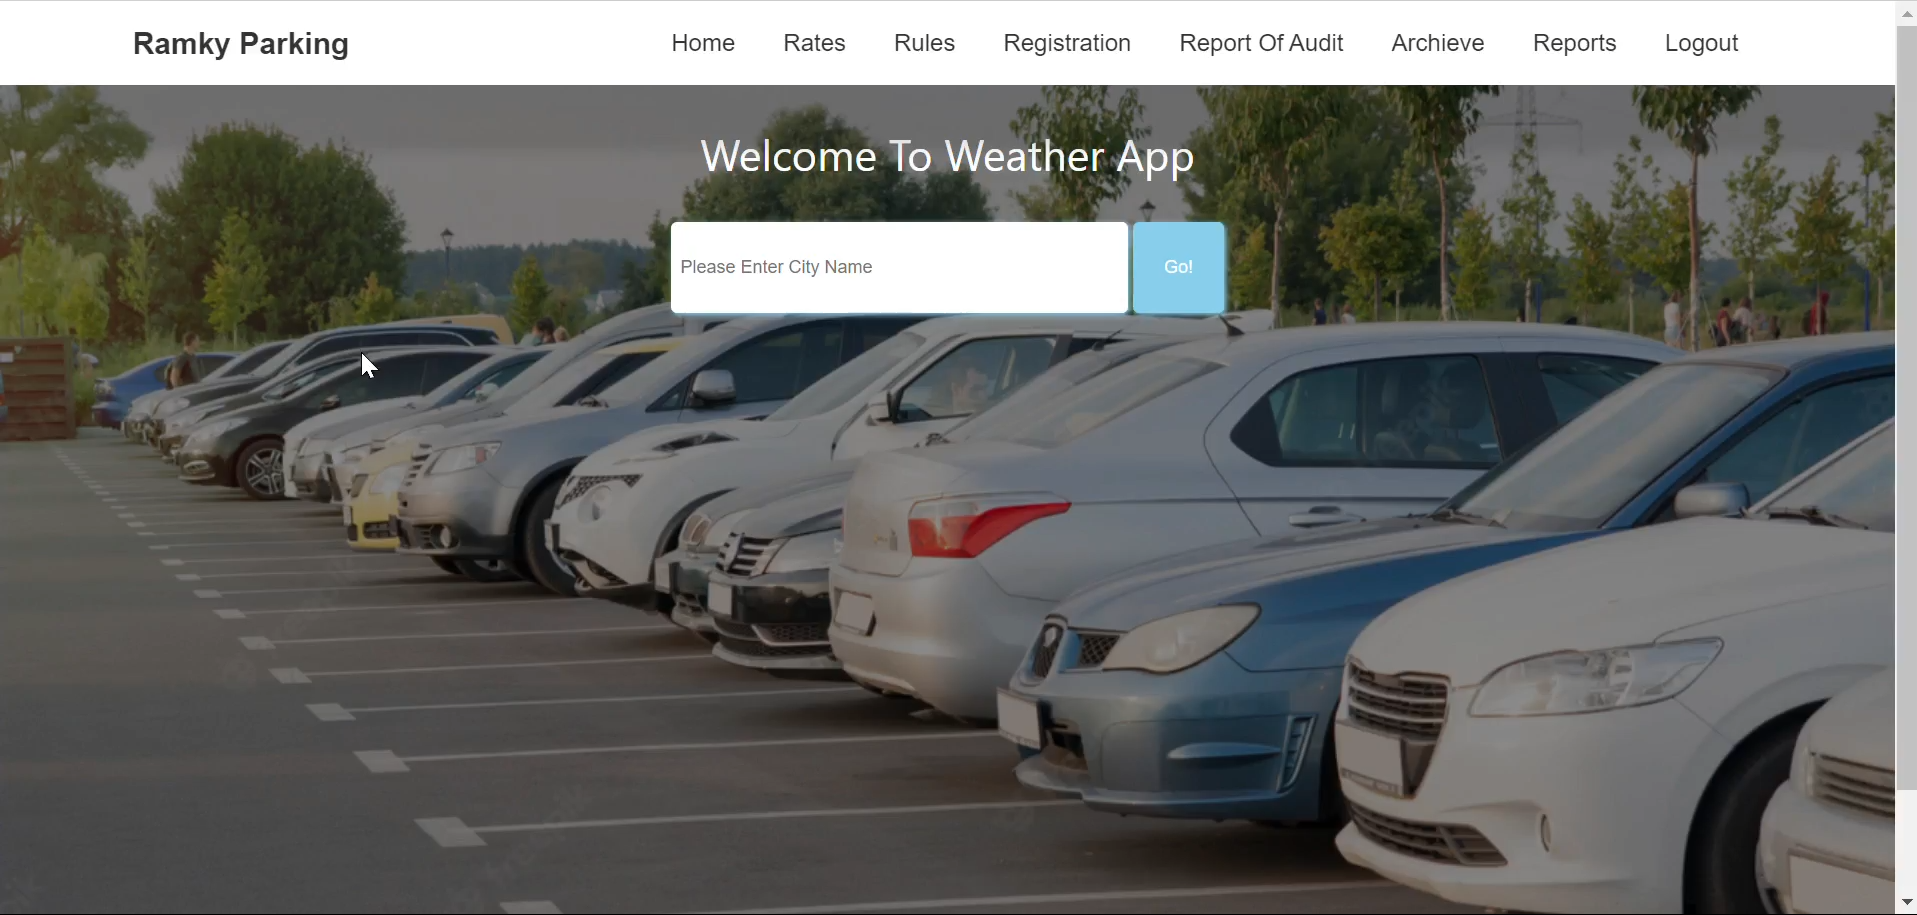 Ramky Parking
Home Rates Rules Registration Report Of Audit Archieve Reports Logout
Welcome To Weather App
Please Enter City Name
Go!